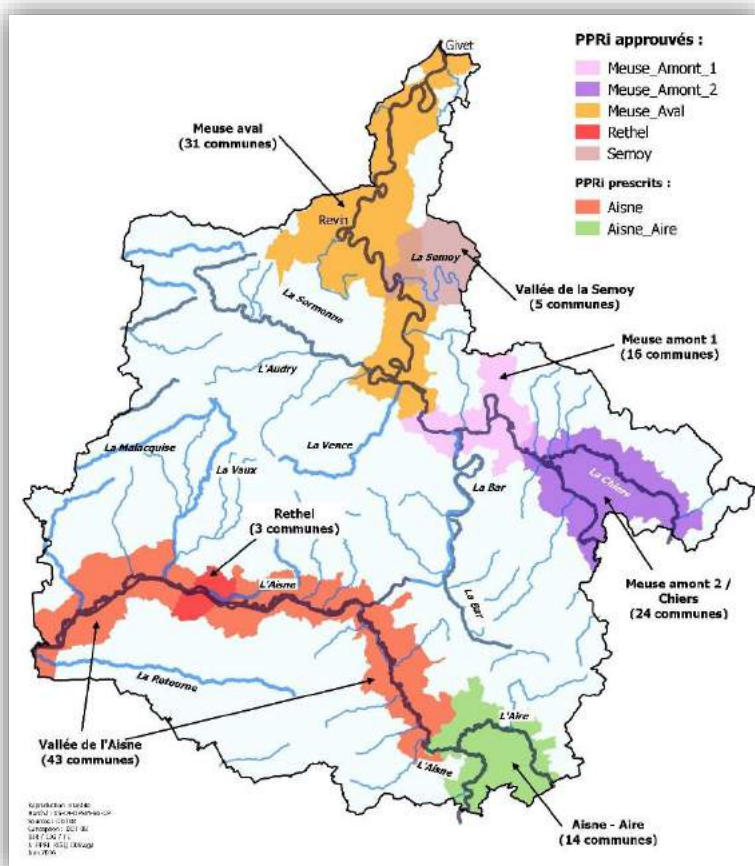 Givet
PPRi approuvés :
Meuse_Amont_1
Meuse_Amont_2
Meuse_Aval
Rethel
Semoy
PPRi prescrits :
Aisne
Aisne_Aire
Meuse aval
(31 communes)
Revin
La Semoy
Vallée de la Semoy
(5 communes)
La Sormonne
Meuse amont 1
(16 communes)
L'Audry
La Malacquise
La Vence
La Vaux
La Bar
La Chiers
Rethel
(3 communes)
L'Aisne
Meuse amont 2 /
Chiers
(24 communes)
La Bar
La Retourne
Vallée de l'Aisne
(43 communes)
L'Aire
L'Aisne
Aisne - Aire
(14 communes)